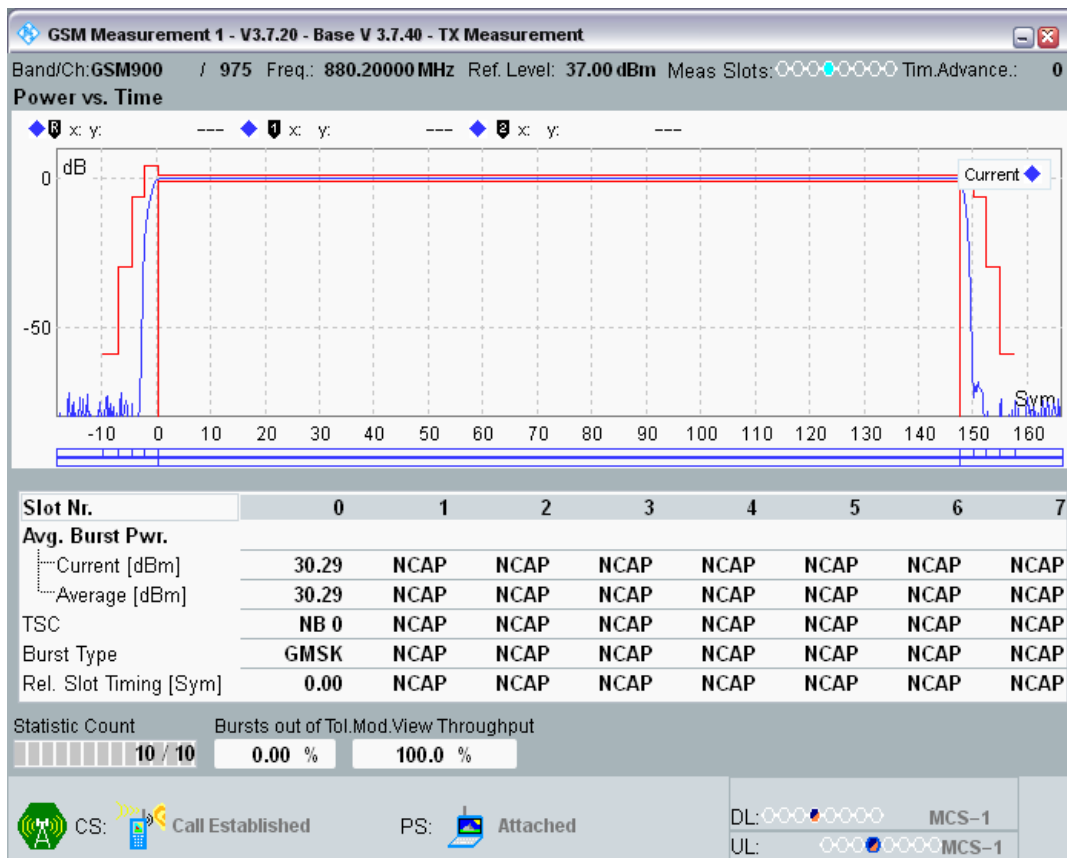 GSM Measurement 1 - V3.7.20 - Base V 3.7.40 - TX Measurement
Band/Ch:GSM900 / 975 Freq.: 880.20000 MHz Ref. Level: 37.00 dBm Meas Slots: Tim.Advance.: 0
Power vs. Time
R x: y: --- 1 x: y: --- 2 x: y: ---
dB
Current
0
-50
Sym
-10 0 10 20 30 40 50 60 70 80 90 100 110 120 130 140 150 160
Slot Nr. 0 1 2 3 4 5 6 7
Avg. Burst Pwr.
Current [dBm] 30.29 NCAP NCAP NCAP NCAP NCAP NCAP NCAP
Average [dBm] 30.29 NCAP NCAP NCAP NCAP NCAP NCAP NCAP
TSC NB 0 NCAP NCAP NCAP NCAP NCAP NCAP NCAP
Burst Type GMSK NCAP NCAP NCAP NCAP NCAP NCAP NCAP
Rel. Slot Timing [Sym] 0.00 NCAP NCAP NCAP NCAP NCAP NCAP NCAP
Statistic Count Bursts out of Tol. Mod.View Throughput
10 / 10 0.00 % 100.0 %
CS: Call Established PS: Attached
DL: MCS-1
UL: MCS-1